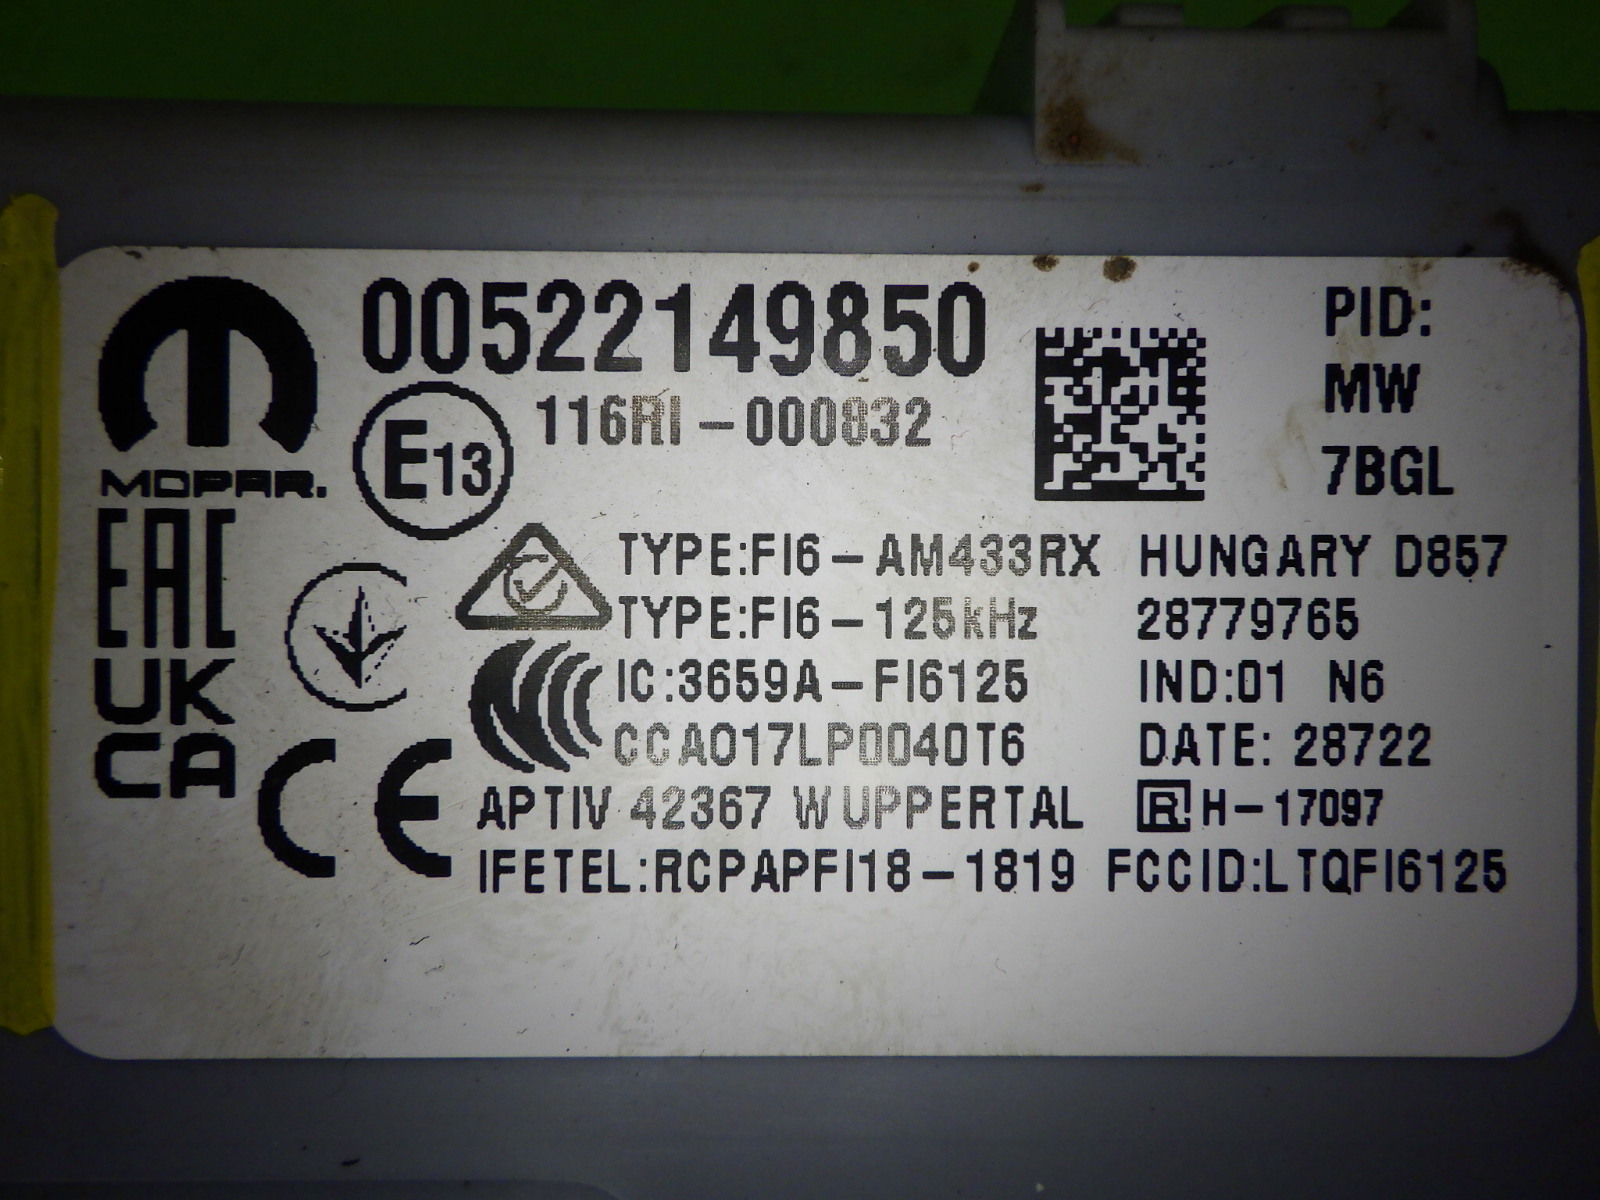 00522149850
PID:
MW
7BGL
116RI-000832
E13
MOPAR.
EAC
UK
CA
CE
TYPE:FI6-AM433RX HUNGARY D857
TYPE:FI6-125kHz 28779765
IC:3659A-FI6125 IND:01 N6
CCAO17LP0040T6 DATE: 28722
APTIV 42367 WUPPERTAL R H-17097
IFETEL:RCPAPFI18-1819 FCCID:LTQFI6125